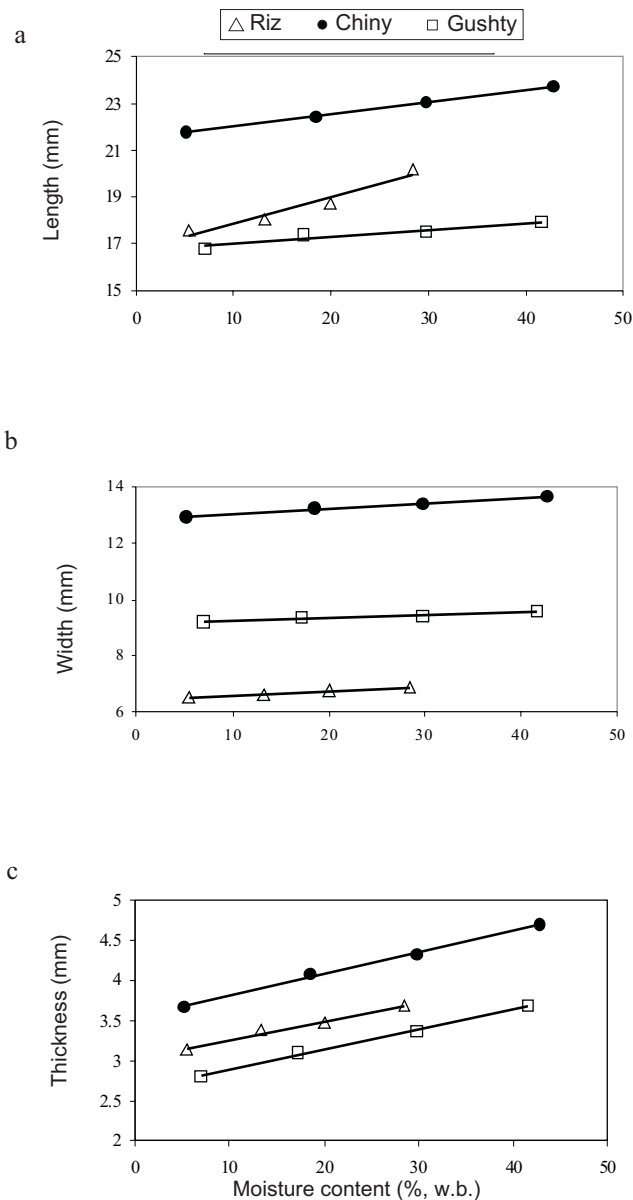 Riz Chiny Gushty
a
25
23
21
19
17
15
Length (mm)
0 10 20 30 40 50
b
14
12
10
8
6
Width (mm)
0 10 20 30 40 50
c
5
4.5
4
3.5
3
2.5
2
Thickness (mm)
0 10 20 30 40 50
Moisture content (%, w.b.)